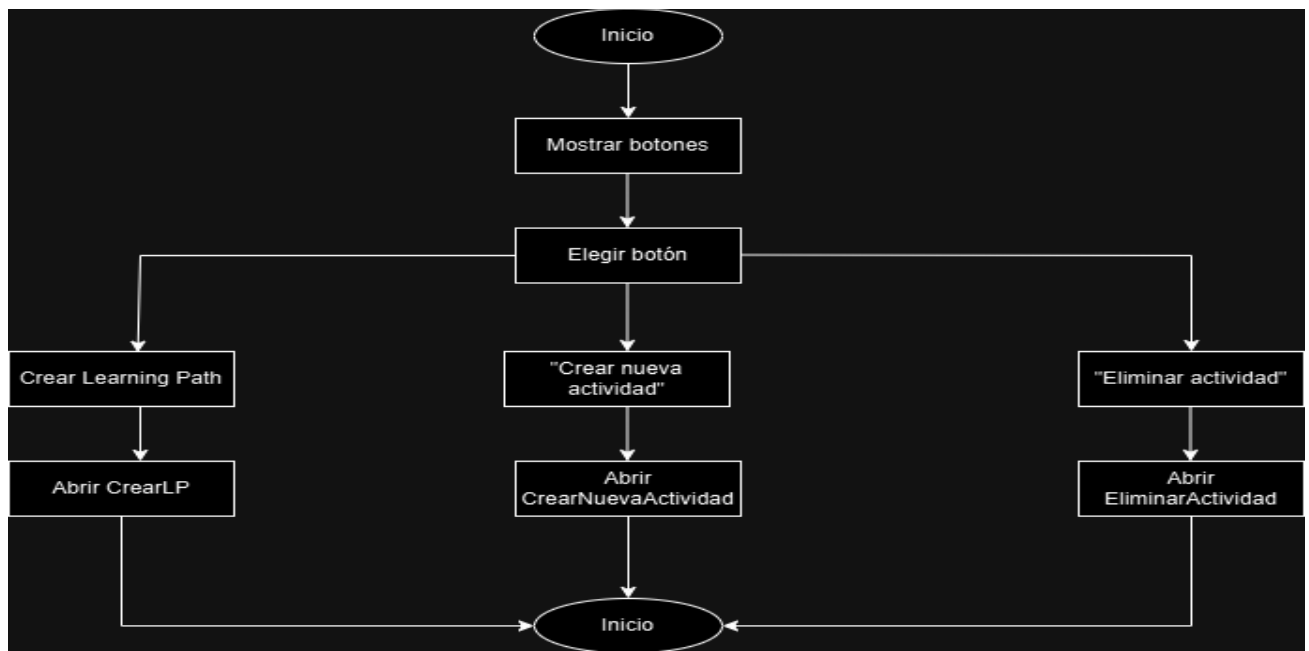 Inicio
Mostrar botones
Elegir botón
Crear Learning Path
"Crear nueva
actividad"
"Eliminar actividad"
Abrir CrearLP
Abrir
CrearNuevaActividad
Abrir
EliminarActividad
Inicio